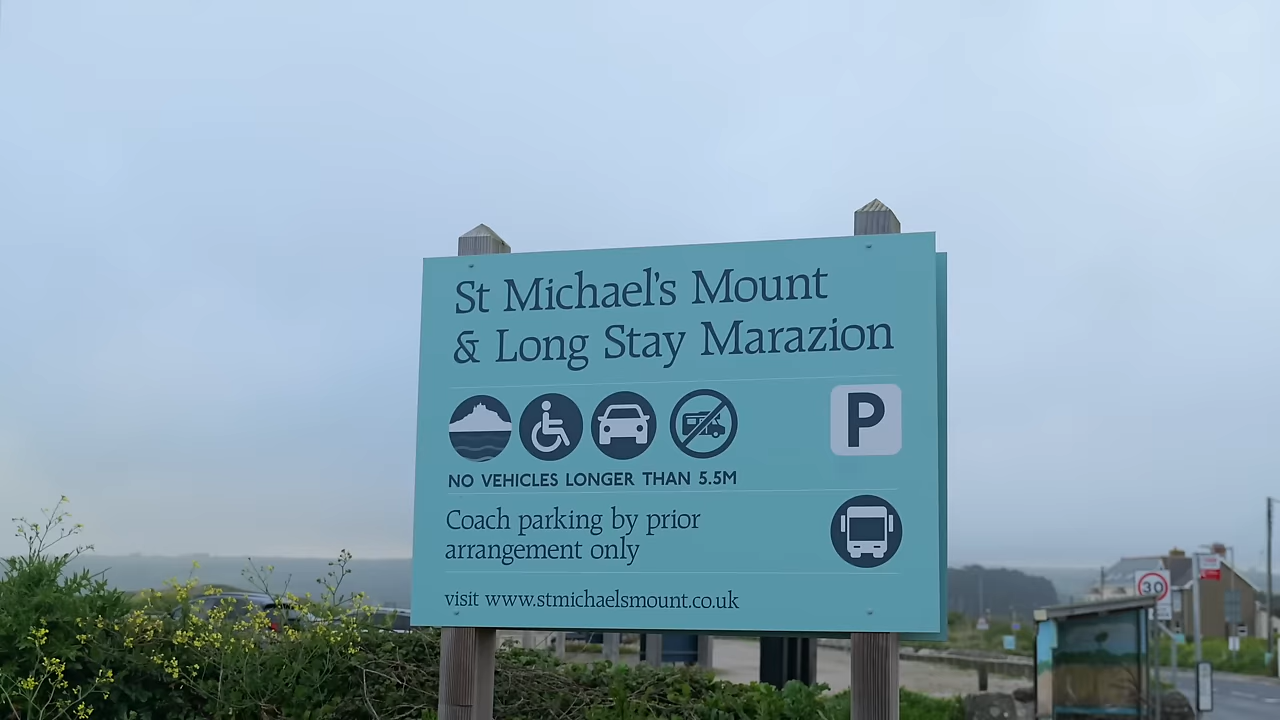 St Michael's Mount
& Long Stay Marazion
P
NO VEHICLES LONGER THAN 5.5M
Coach parking by prior
arrangement only
visit www.stmichaelsmount.co.uk
30